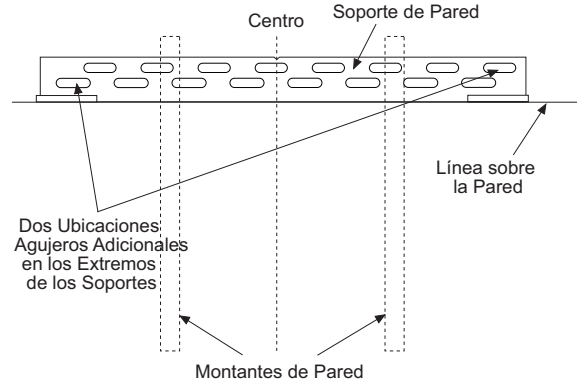 Soporte de Pared
Centro
Línea sobre
la Pared
Dos Ubicaciones
Agujeros Adicionales
en los Extremos
de los Soportes
Montantes de Pared